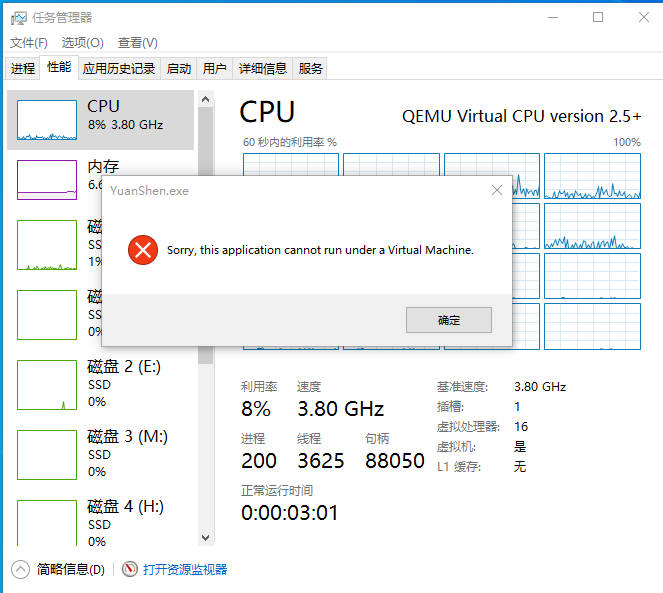 任务管理器
文件(F) 选项(O) 查看(V)
进程 性能 应用历史记录 启动 用户 详细信息 服务
CPU
8% 3.80 GHz
内存
SS
1%
SS
0%
磁盘 2 (E:)
SSD
0%
磁盘 3 (M:)
SSD
0%
磁盘 4 (H:)
SSD
0%
CPU
QEMU Virtual CPU version 2.5+
60 秒内的利用率 %
100%
YuanShen.exe
Sorry, this application cannot run under a Virtual Machine.
确定
利用率 速度
8% 3.80 GHz
进程 线程 句柄
200 3625 88050
正常运行时间
0:00:03:01
基准速度: 3.80 GHz
插槽: 1
虚拟处理器: 16
虚拟机: 是
L1 缓存: 无
简略信息(D) 打开资源监视器